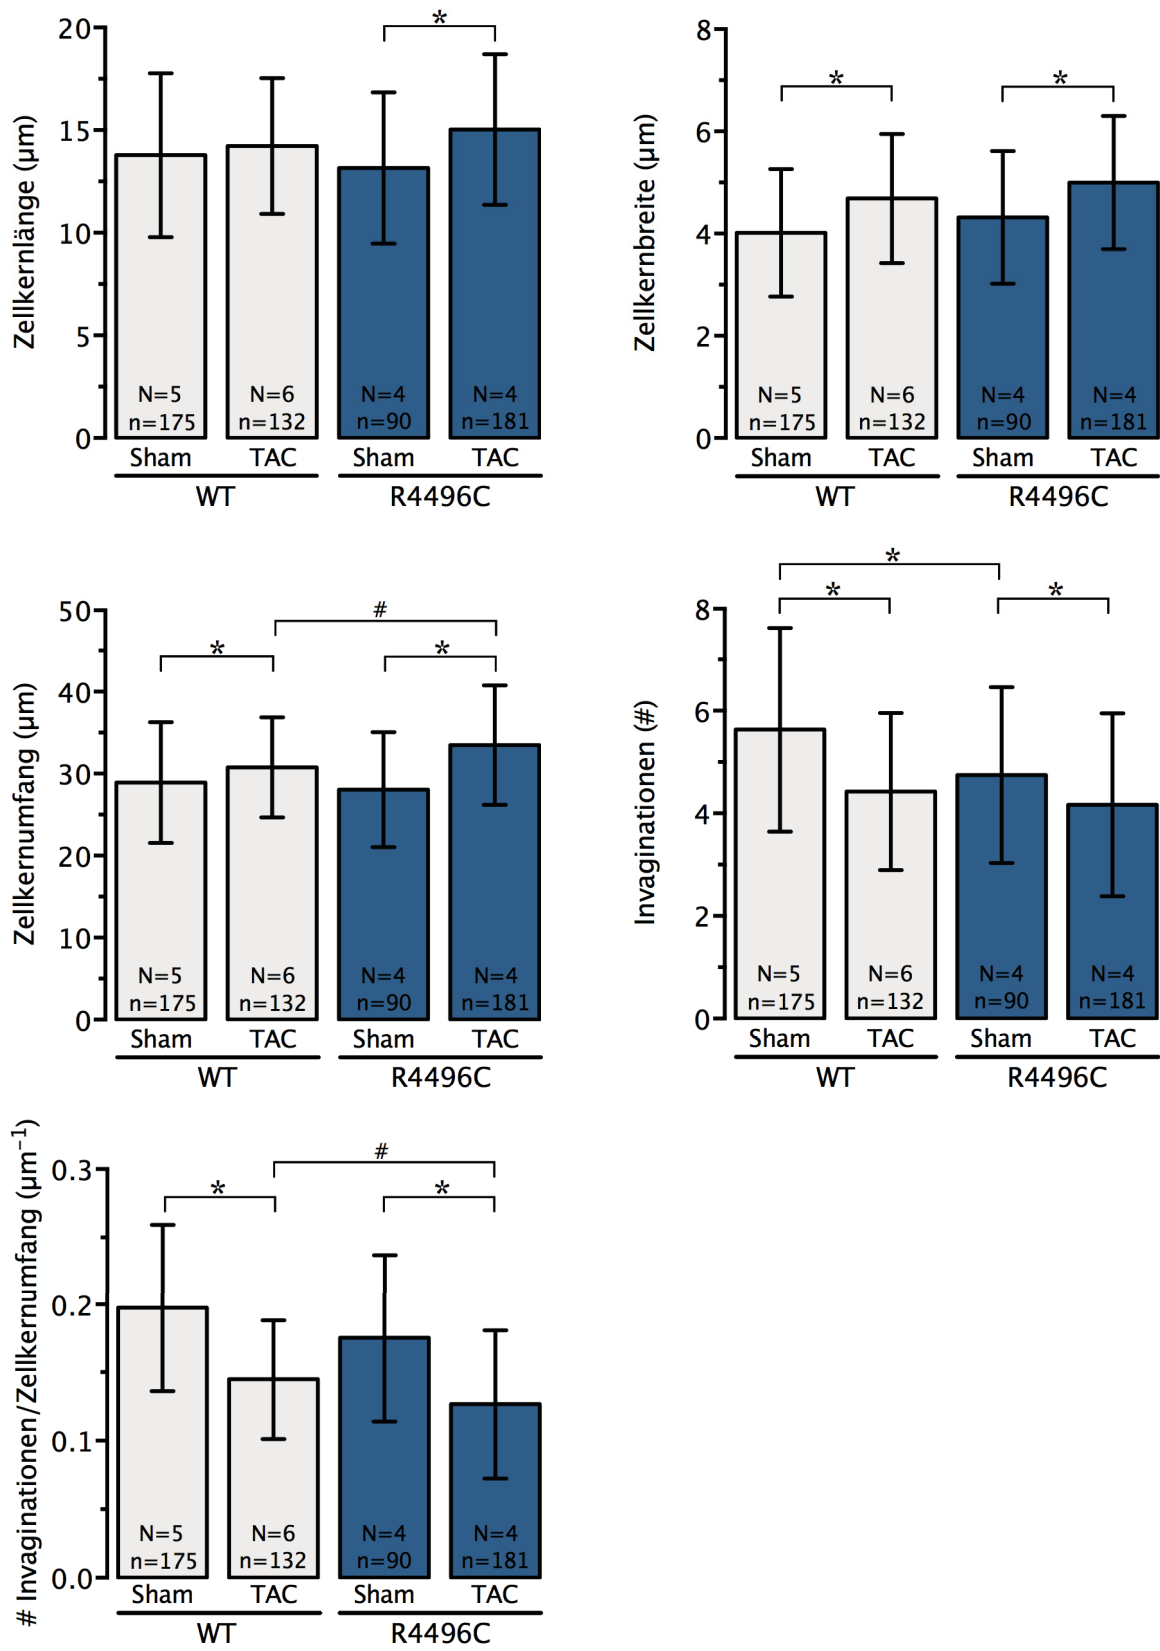 Zellkernlänge (µm)
20
15
10
5
0
*
N=5 N=6 N=4 N=4
n=175 n=132 n=90 n=181
Sham TAC Sham TAC
WT R4496C
Zellkernbreite (µm)
8
6
4
2
0
* *
N=5 N=6 N=4 N=4
n=175 n=132 n=90 n=181
Sham TAC Sham TAC
WT R4496C
Zellkernumfang (µm)
50
40
30
20
10
0
#
* *
N=5 N=6 N=4 N=4
n=175 n=132 n=90 n=181
Sham TAC Sham TAC
WT R4496C
Invaginationen (#)
8
6
4
2
0
*
* *
N=5 N=6 N=4 N=4
n=175 n=132 n=90 n=181
Sham TAC Sham TAC
WT R4496C
# Invaginationen/Zellkernumfang (µm⁻¹)
0.3
0.2
0.1
0.0
#
* *
N=5 N=6 N=4 N=4
n=175 n=132 n=90 n=181
Sham TAC Sham TAC
WT R4496C